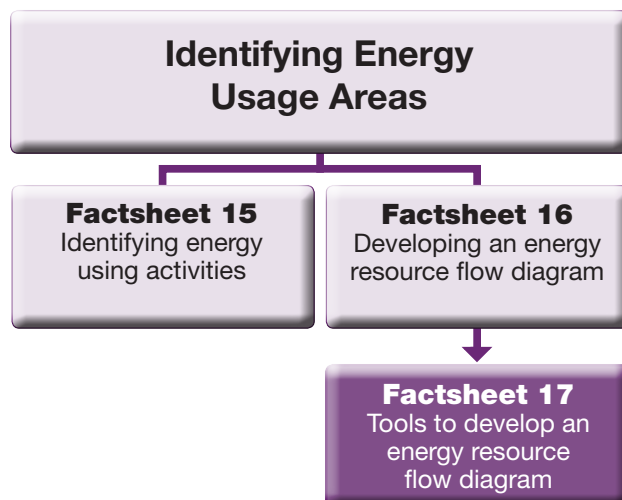 Identifying Energy
Usage Areas
Factsheet 15
Identifying energy
using activities
Factsheet 16
Developing an energy
resource flow diagram
Factsheet 17
Tools to develop an
energy resource
flow diagram